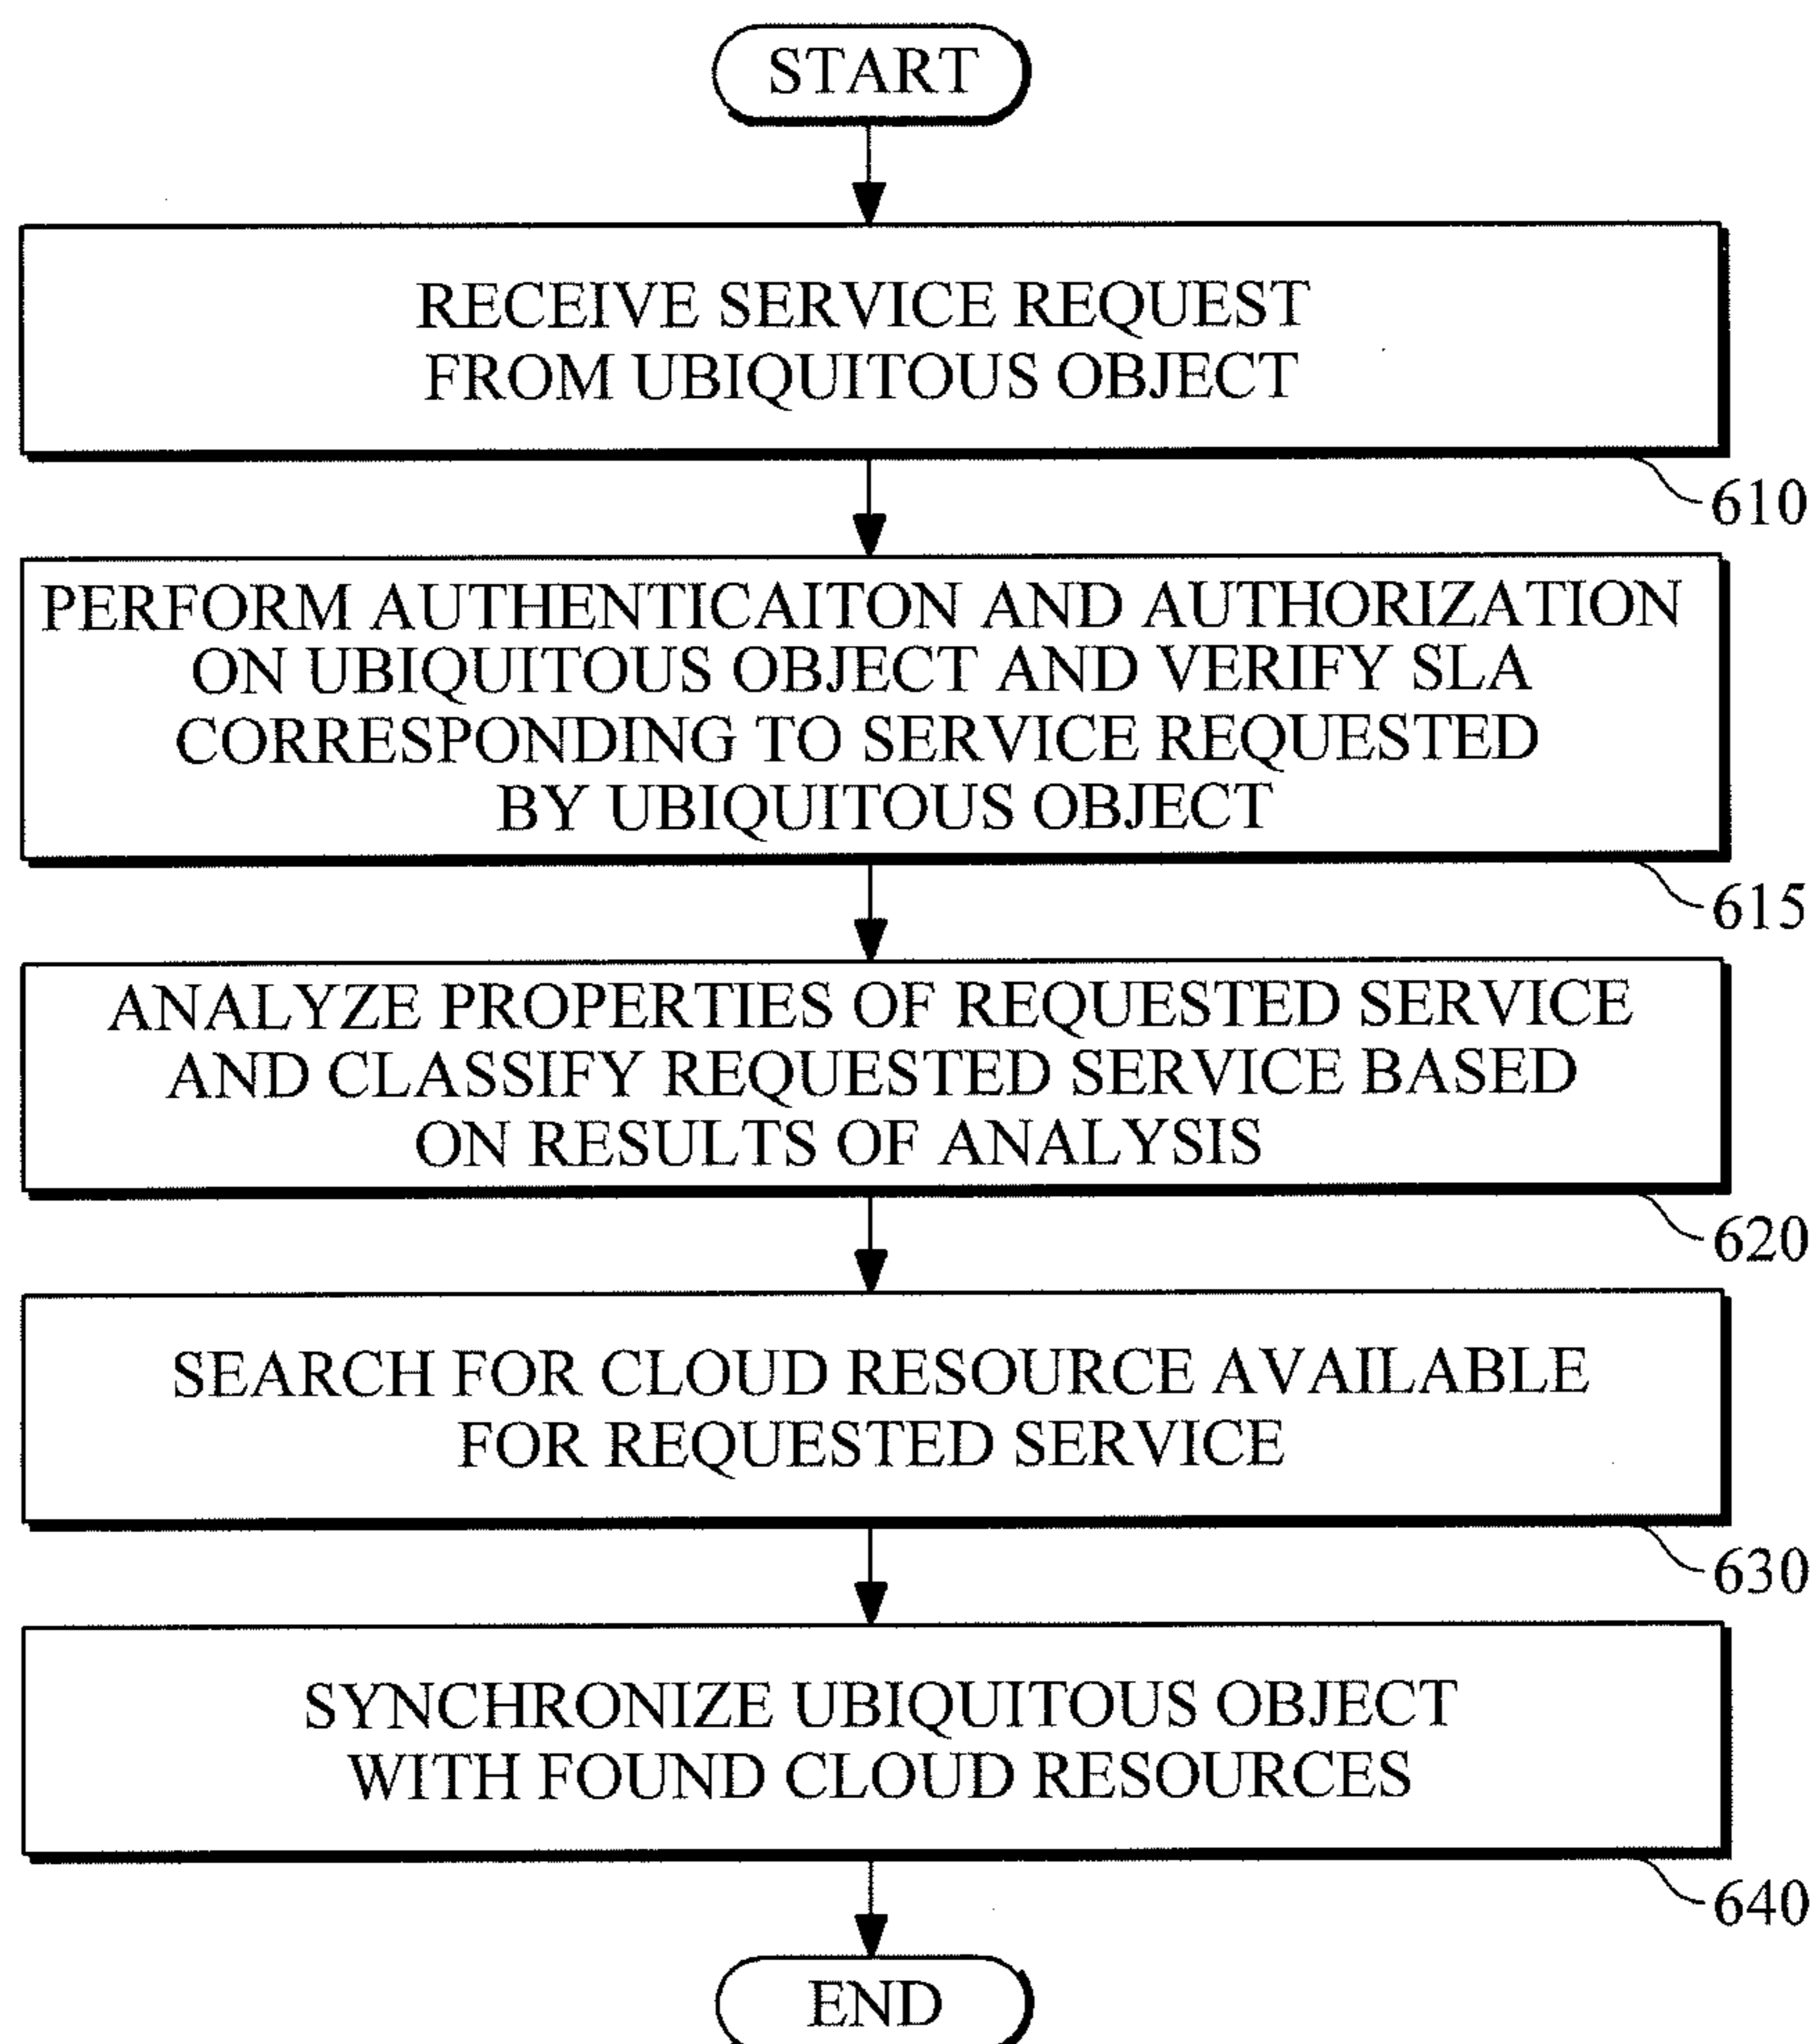 START
RECEIVE SERVICE REQUEST
FROM UBIQUITOUS OBJECT
610
PERFORM AUTHENTICAITON AND AUTHORIZATION
ON UBIQUITOUS OBJECT AND VERIFY SLA
CORRESPONDING TO SERVICE REQUESTED
BY UBIQUITOUS OBJECT
615
ANALYZE PROPERTIES OF REQUESTED SERVICE
AND CLASSIFY REQUESTED SERVICE BASED
ON RESULTS OF ANALYSIS
620
SEARCH FOR CLOUD RESOURCE AVAILABLE
FOR REQUESTED SERVICE
630
SYNCHRONIZE UBIQUITOUS OBJECT
WITH FOUND CLOUD RESOURCES
640
END